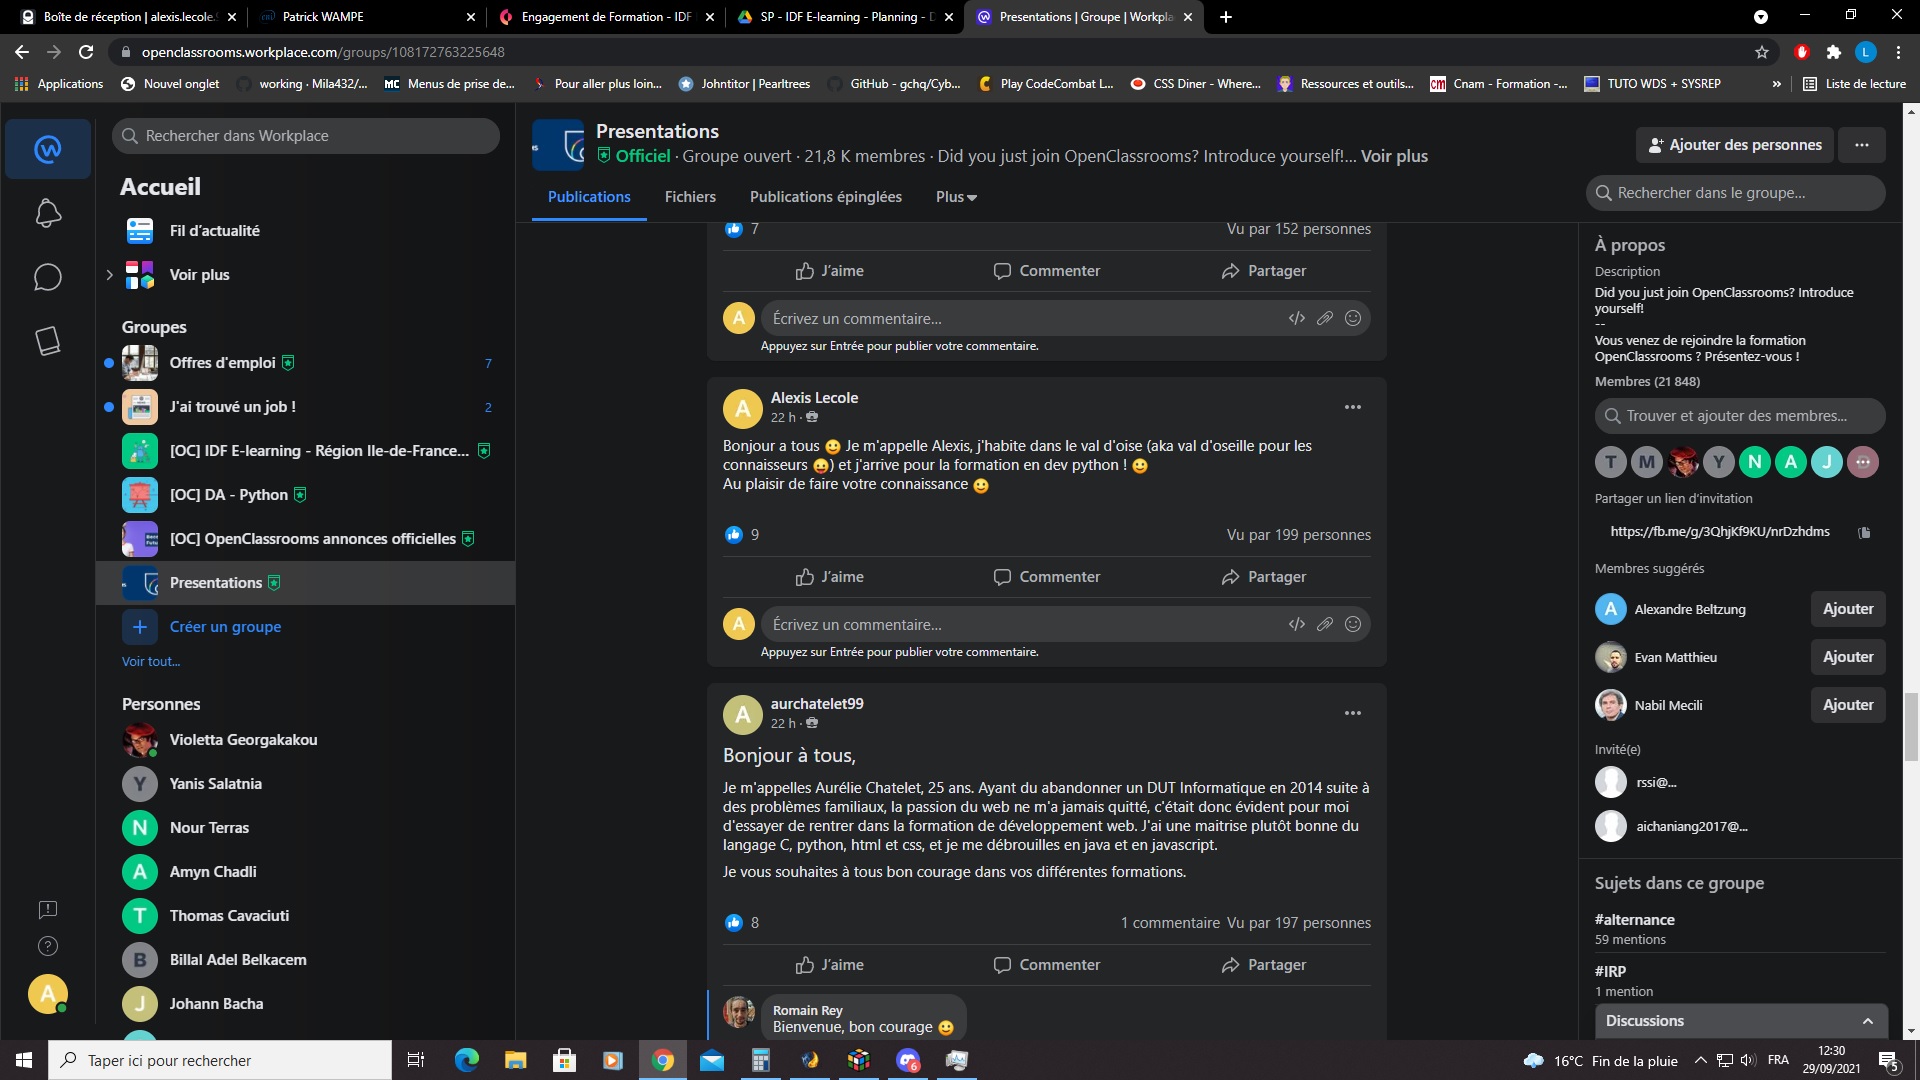 Boîte de réception | alexis.lecole.
Patrick WAMPE
Engagement de Formation - IDF
SP - IDF E-learning - Planning - D
Presentations | Groupe | Workpla
openclassrooms.workplace.com/groups/108172763225648
Applications
Nouvel onglet
working · Mila432/...
Menus de prise de...
Pour aller plus loin...
Johntitor | Pearltrees
GitHub - gchq/Cyb...
Play CodeCombat L...
CSS Diner - Where...
Ressources et outils...
Cnam - Formation -...
TUTO WDS + SYSREP
»
Liste de lecture
Rechercher dans Workplace
Accueil
Fil d'actualité
Voir plus
Groupes
Offres d'emploi
7
J'ai trouvé un job !
2
[OC] IDF E-learning - Région Ile-de-France...
[OC] DA - Python
[OC] OpenClassrooms annonces officielles
Presentations
Créer un groupe
Voir tout...
Personnes
Violetta Georgakakou
Y
Yanis Salatnia
N
Nour Terras
A
Amyn Chadli
T
Thomas Cavaciuti
B
Billal Adel Belkacem
J
Johann Bacha
A
Presentations
Officiel · Groupe ouvert · 21,8 K membres · Did you just join OpenClassrooms? Introduce yourself!... Voir plus
Ajouter des personnes
Publications
Fichiers
Publications épinglées
Plus
Rechercher dans le groupe...
7
Vu par 152 personnes
J'aime
Commenter
Partager
A
Écrivez un commentaire...
Appuyez sur Entrée pour publier votre commentaire.
A
Alexis Lecole
22 h ·
Bonjour a tous 😀 Je m'appelle Alexis, j'habite dans le val d'oise (aka val d'oseille pour les
connaisseurs 😛) et j'arrive pour la formation en dev python ! 😀
Au plaisir de faire votre connaissance 😀
9
Vu par 199 personnes
J'aime
Commenter
Partager
A
Écrivez un commentaire...
Appuyez sur Entrée pour publier votre commentaire.
A
aurchatelet99
22 h ·
Bonjour à tous,
Je m'appelles Aurélie Chatelet, 25 ans. Ayant du abandonner un DUT Informatique en 2014 suite à
des problèmes familiaux, la passion du web ne m'a jamais quitté, c'était donc évident pour moi
d'essayer de rentrer dans la formation de développement web. J'ai une maitrise plutôt bonne du
langage C, python, html et css, et je me débrouilles en java et en javascript.
Je vous souhaites à tous bon courage dans vos différentes formations.
8
1 commentaire Vu par 197 personnes
J'aime
Commenter
Partager
Romain Rey
Bienvenue, bon courage 😀
À propos
Description
Did you just join OpenClassrooms? Introduce
yourself!
--
Vous venez de rejoindre la formation
OpenClassrooms ? Présentez-vous !
Membres (21 848)
Trouver et ajouter des membres...
T M Y N A J
Partager un lien d'invitation
https://fb.me/g/3QhjKf9KU/nrDzhdms
Membres suggérés
A
Alexandre Beltzung
Ajouter
Evan Matthieu
Ajouter
Nabil Mecili
Ajouter
Invité(e)
rssi@...
aichaniang2017@...
Sujets dans ce groupe
#alternance
59 mentions
#IRP
1 mention
Discussions
Taper ici pour rechercher
6
16°C Fin de la pluie
FRA
12:30
29/09/2021
5